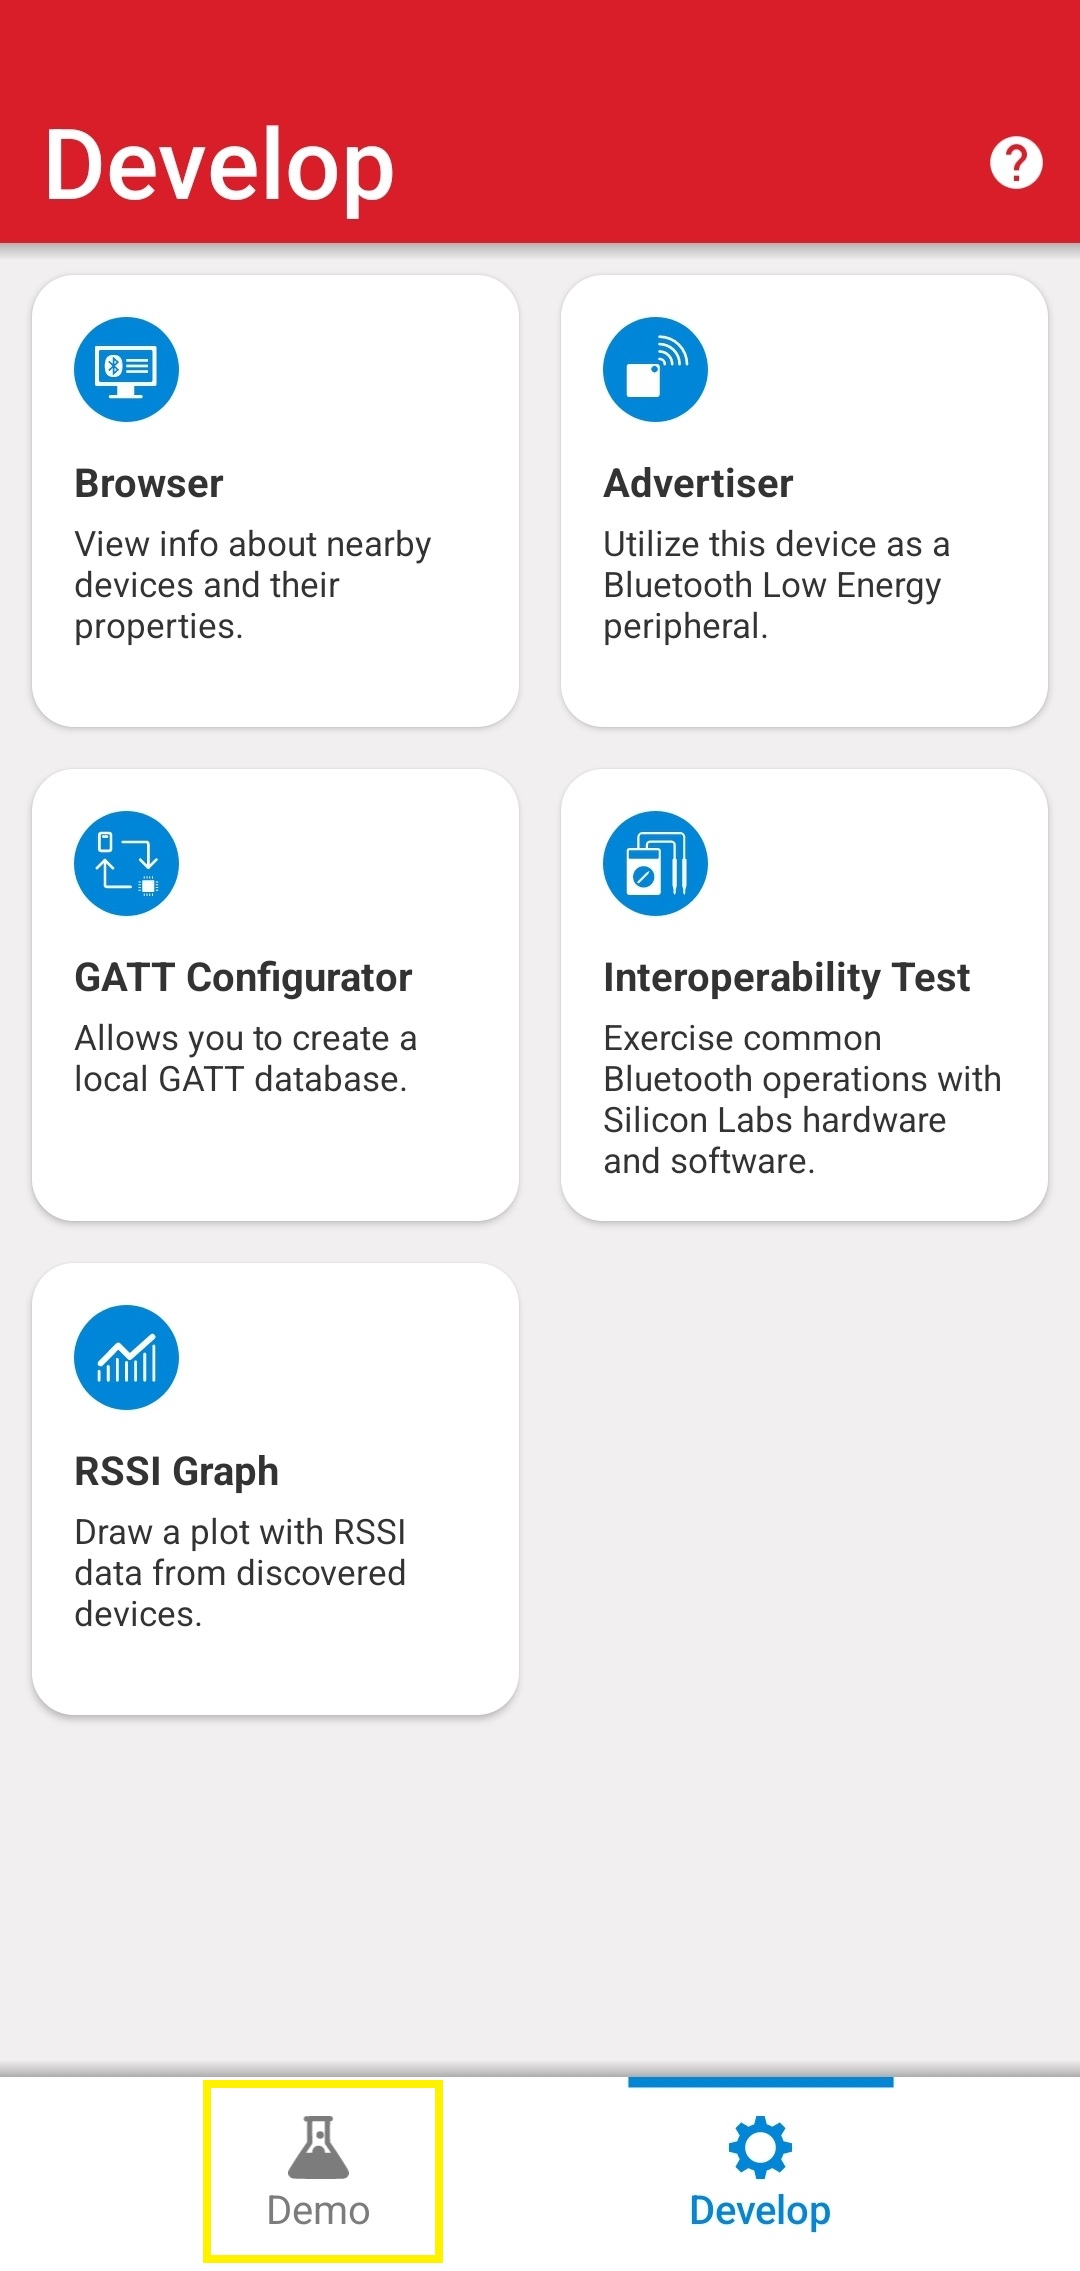 Develop
Browser
View info about nearby
devices and their
properties.
Advertiser
Utilize this device as a
Bluetooth Low Energy
peripheral.
GATT Configurator
Allows you to create a
local GATT database.
Interoperability Test
Exercise common
Bluetooth operations with
Silicon Labs hardware
and software.
RSSI Graph
Draw a plot with RSSI
data from discovered
devices.
Demo
Develop